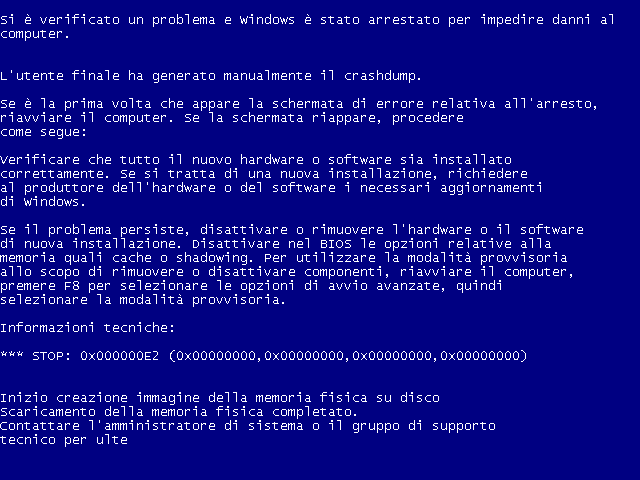 Si è verificato un problema e Windows è stato arrestato per impedire danni al
computer.
L'utente finale ha generato manualmente il crashdump.
Se è la prima volta che appare la schermata di errore relativa all'arresto,
riavviare il computer. Se la schermata riappare, procedere
come segue:
Verificare che tutto il nuovo hardware o software sia installato
correttamente. Se si tratta di una nuova installazione, richiedere
al produttore dell'hardware o del software i necessari aggiornamenti
di Windows.
Se il problema persiste, disattivare o rimuovere l'hardware o il software
di nuova installazione. Disattivare nel BIOS le opzioni relative alla
memoria quali cache o shadowing. Per utilizzare la modalità provvisoria
allo scopo di rimuovere o disattivare componenti, riavviare il computer,
premere F8 per selezionare le opzioni di avvio avanzate, quindi
selezionare la modalità provvisoria.
Informazioni tecniche:
*** STOP: 0x000000E2 (0x00000000,0x00000000,0x00000000,0x00000000)
Inizio creazione immagine della memoria fisica su disco
Scaricamento della memoria fisica completato.
Contattare l'amministratore di sistema o il gruppo di supporto
tecnico per ulte